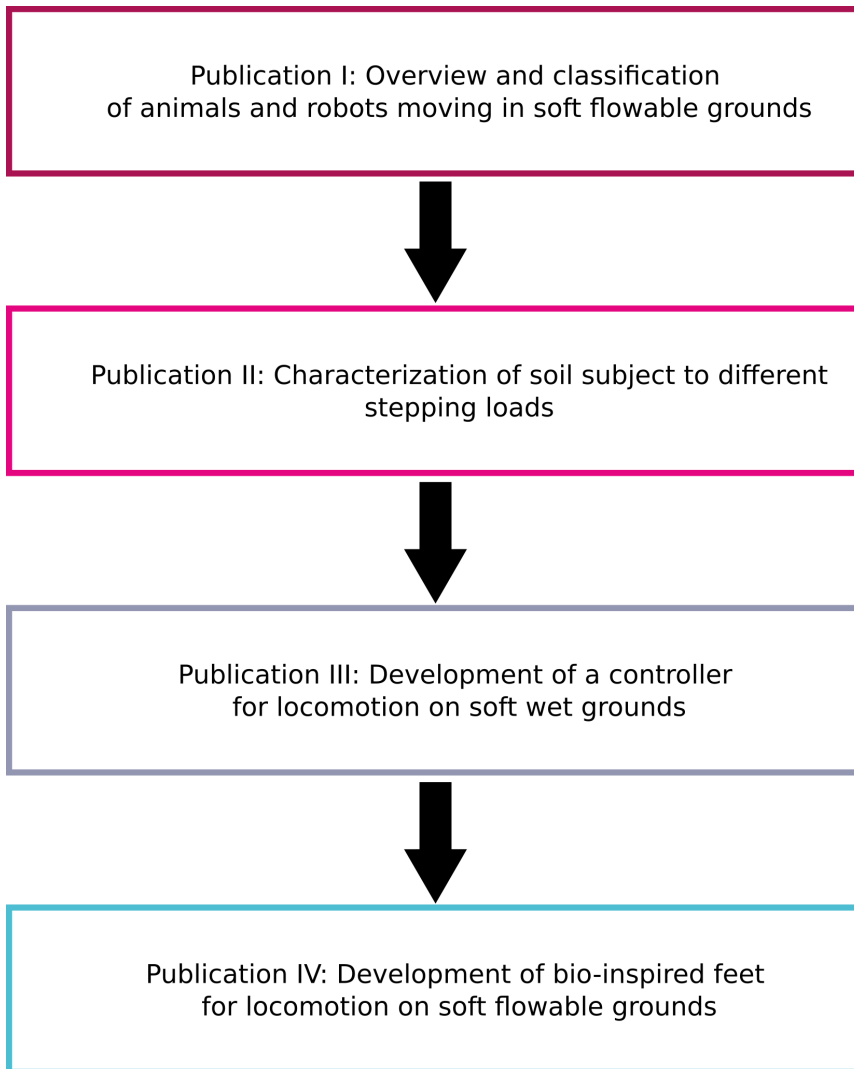 Publication I: Overview and classification
of animals and robots moving in soft flowable grounds
Publication II: Characterization of soil subject to different
stepping loads
Publication III: Development of a controller
for locomotion on soft wet grounds
Publication IV: Development of bio-inspired feet
for locomotion on soft flowable grounds